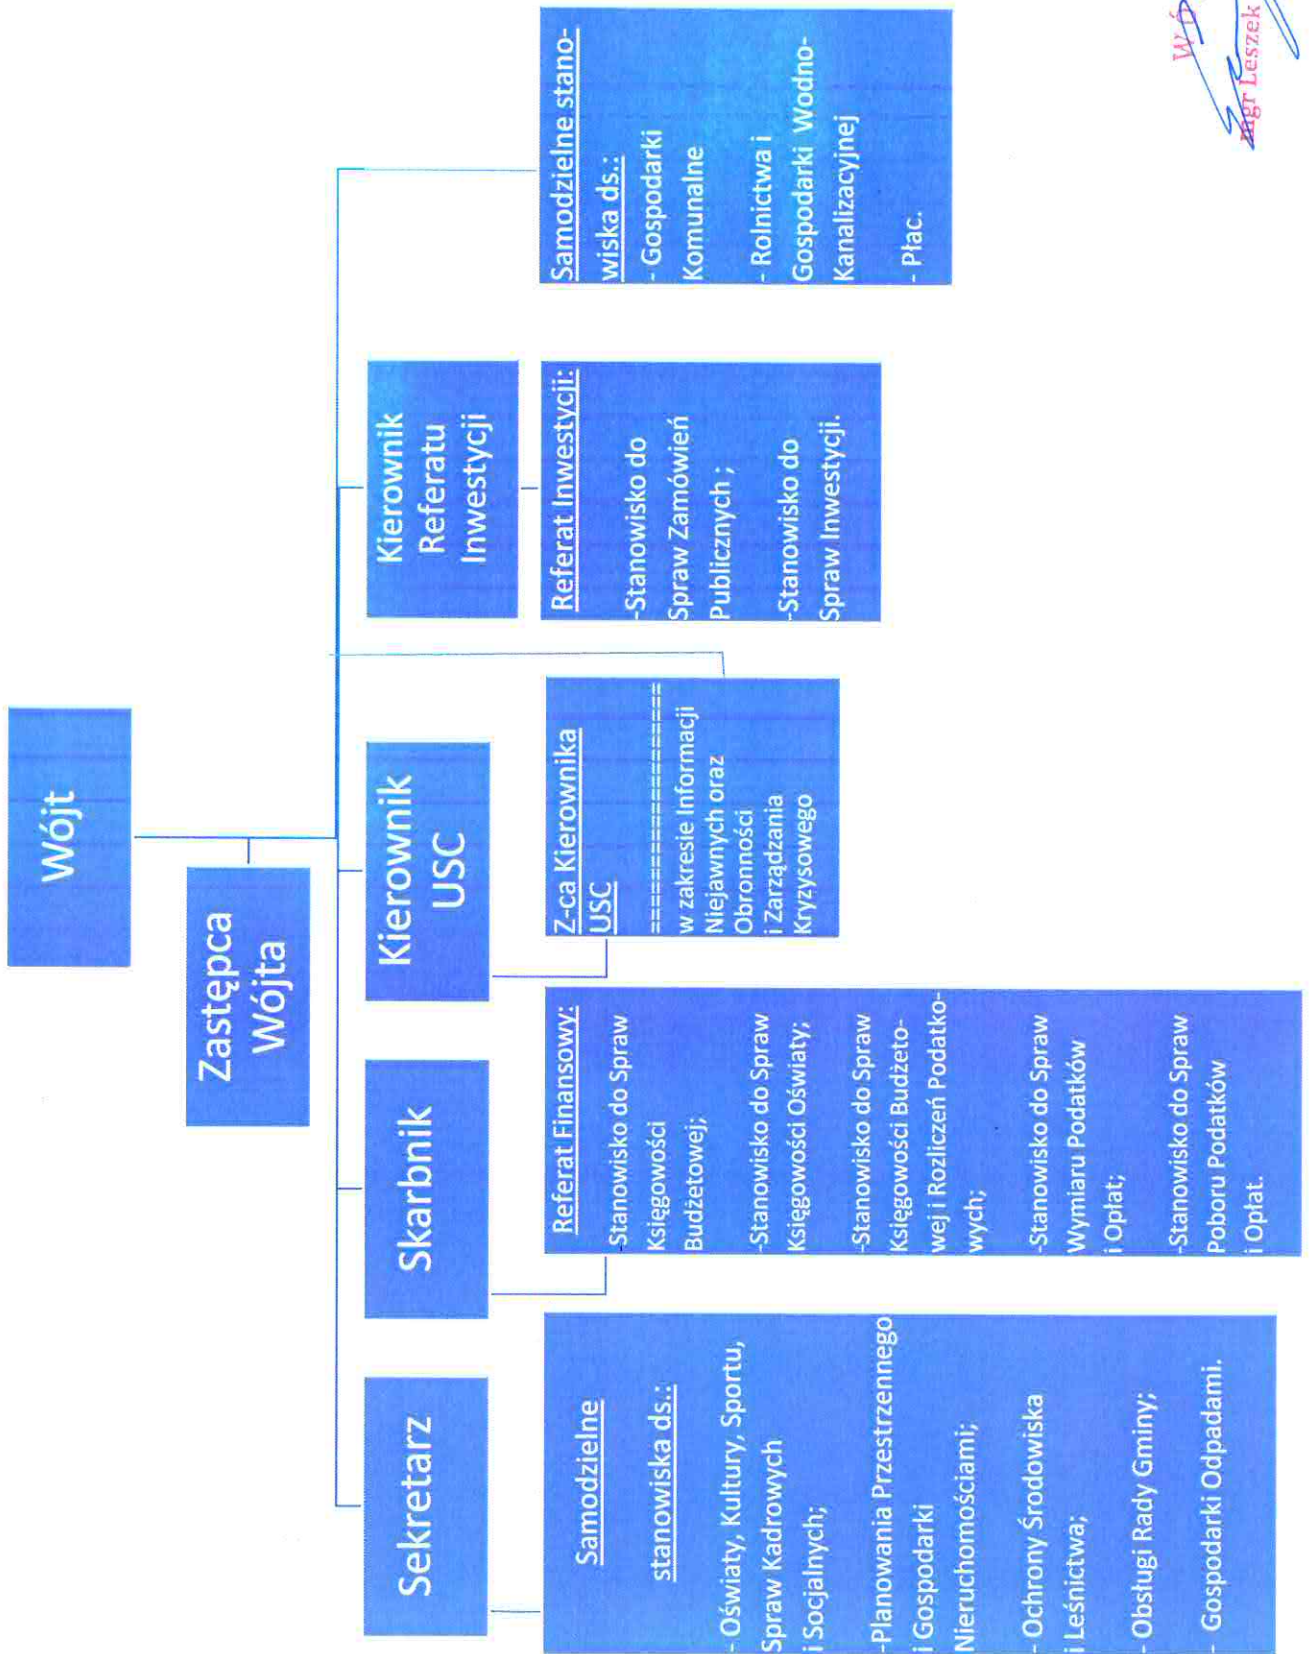 Wójt
Zastępca
Wójta
Sekretarz
Samodzielne
stanowiska ds.:
- Oświaty, Kultury, Sportu,
Spraw Kadrowych
i Socjalnych;
-Planowania Przestrzennego
i Gospodarki
Nieruchomościami;
- Ochrony Środowiska
i Leśnictwa;
- Obsługi Rady Gminy;
- Gospodarki Odpadami.
Skarbnik
Referat Finansowy:
-Stanowisko do Spraw
Księgowości
Budżetowej;
-Stanowisko do Spraw
Księgowości Oświaty;
-Stanowisko do Spraw
Księgowości Budżeto-
wej i Rozliczeń Podatko-
wych;
-Stanowisko do Spraw
Wymiaru Podatków
i Opłat;
-Stanowisko do Spraw
Poboru Podatków
i Opłat.
Kierownik
USC
Z-ca Kierownika
USC
======================
w zakresie Informacji
Niejawnych oraz
Obronności
i Zarządzania
Kryzysowego
Kierownik
Referatu
Inwestycji
Referat Inwestycji:
-Stanowisko do
Spraw Zamówień
Publicznych ;
-Stanowisko do
Spraw Inwestycji.
Samodzielne stano-
wiska ds.:
- Gospodarki
Komunalne
- Rolnictwa i
Gospodarki Wodno-
Kanalizacyjnej
- Płac.
W Ó
mgr Leszek